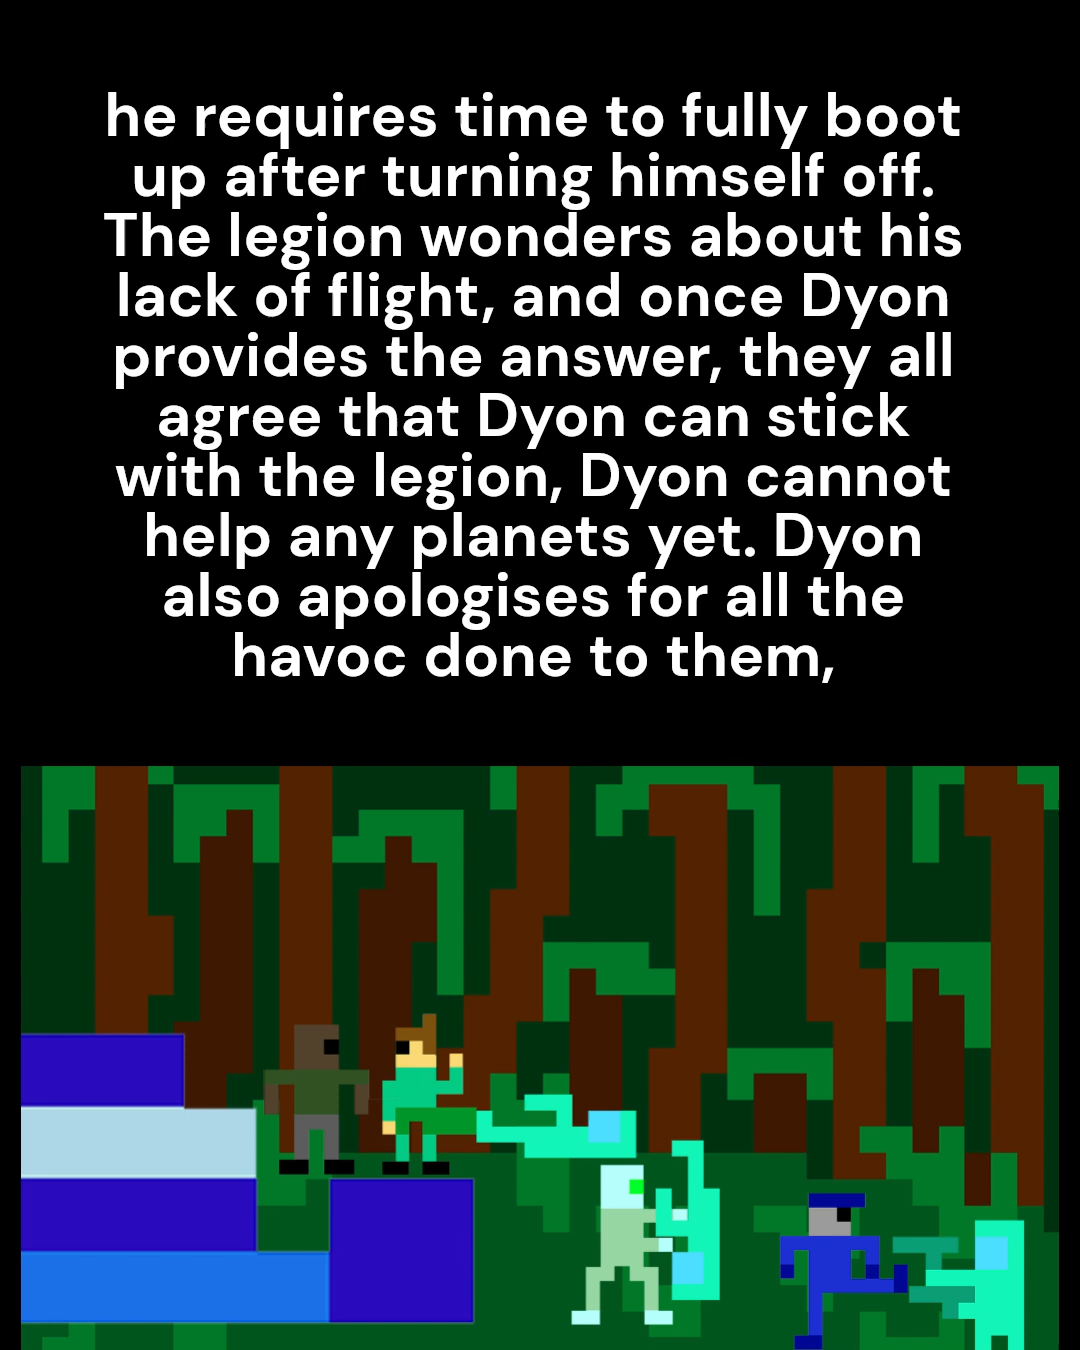 he requires time to fully boot
up after turning himself off.
The legion wonders about his
lack of flight, and once Dyon
provides the answer, they all
agree that Dyon can stick
with the legion, Dyon cannot
help any planets yet. Dyon
also apologises for all the
havoc done to them,